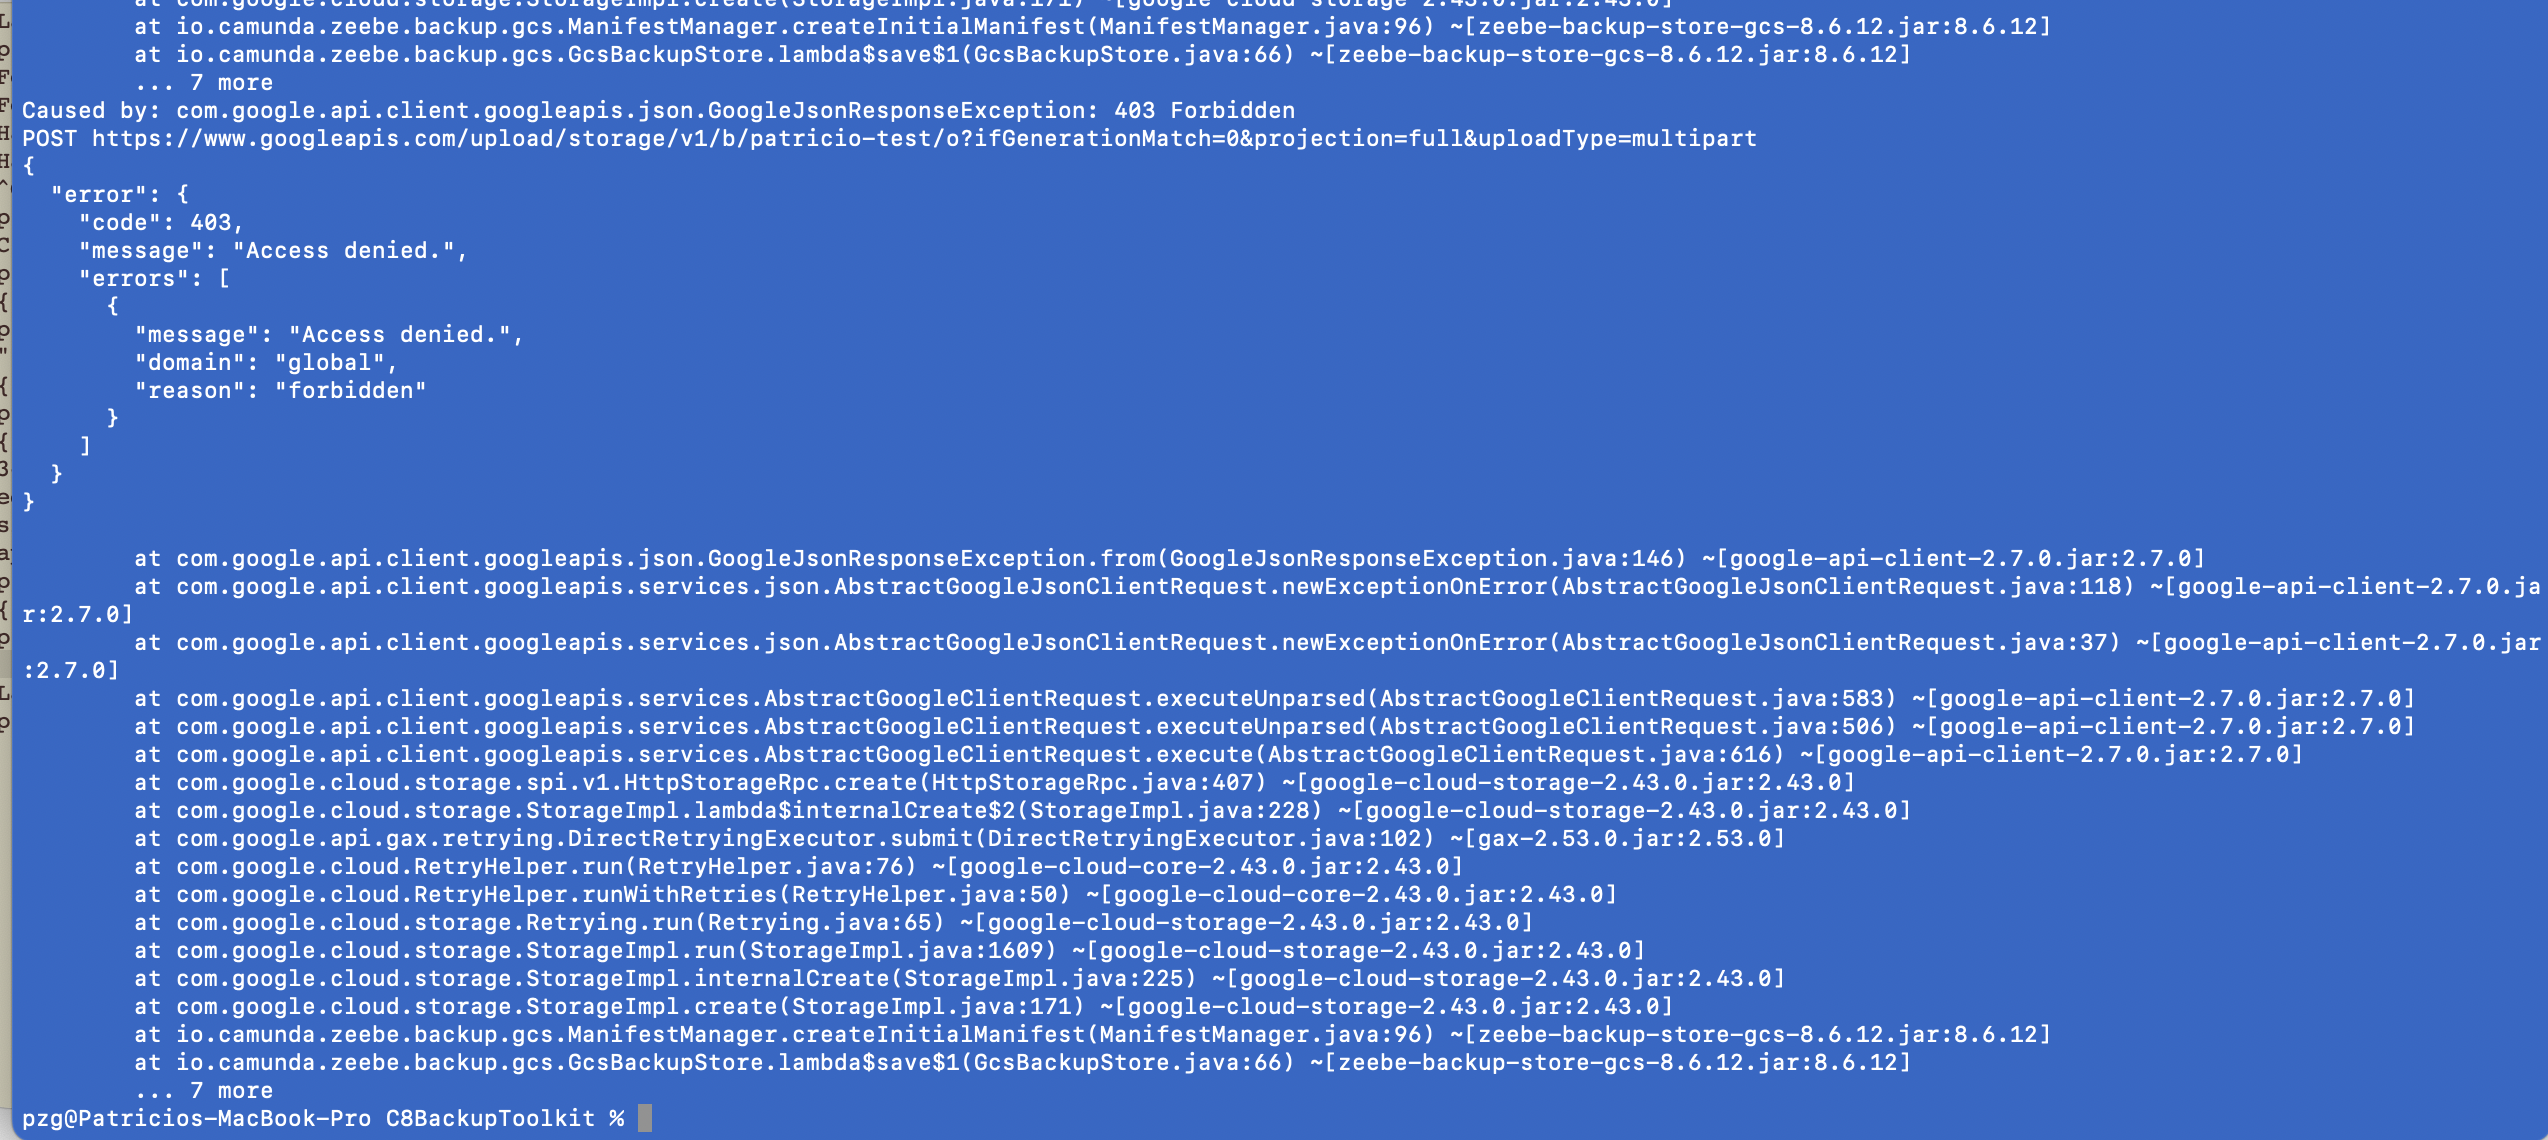 at com.google.cloud.storage.StorageImpl.create(StorageImpl.java:171) ~[google-cloud-storage-2.43.0.jar:2.43.0]
at io.camunda.zeebe.backup.gcs.ManifestManager.createInitialManifest(ManifestManager.java:96) ~[zeebe-backup-store-gcs-8.6.12.jar:8.6.12]
at io.camunda.zeebe.backup.gcs.GcsBackupStore.lambda$save$1(GcsBackupStore.java:66) ~[zeebe-backup-store-gcs-8.6.12.jar:8.6.12]
... 7 more
Caused by: com.google.api.client.googleapis.json.GoogleJsonResponseException: 403 Forbidden
POST https://www.googleapis.com/upload/storage/v1/b/patricio-test/o?ifGenerationMatch=0&projection=full&uploadType=multipart
{
  "error": {
    "code": 403,
    "message": "Access denied.",
    "errors": [
      {
        "message": "Access denied.",
        "domain": "global",
        "reason": "forbidden"
      }
    ]
  }
}
at com.google.api.client.googleapis.json.GoogleJsonResponseException.from(GoogleJsonResponseException.java:146) ~[google-api-client-2.7.0.jar:2.7.0]
at com.google.api.client.googleapis.services.json.AbstractGoogleJsonClientRequest.newExceptionOnError(AbstractGoogleJsonClientRequest.java:118) ~[google-api-client-2.7.0.ja
r:2.7.0]
at com.google.api.client.googleapis.services.json.AbstractGoogleJsonClientRequest.newExceptionOnError(AbstractGoogleJsonClientRequest.java:37) ~[google-api-client-2.7.0.jar
:2.7.0]
at com.google.api.client.googleapis.services.AbstractGoogleClientRequest.executeUnparsed(AbstractGoogleClientRequest.java:583) ~[google-api-client-2.7.0.jar:2.7.0]
at com.google.api.client.googleapis.services.AbstractGoogleClientRequest.executeUnparsed(AbstractGoogleClientRequest.java:506) ~[google-api-client-2.7.0.jar:2.7.0]
at com.google.api.client.googleapis.services.AbstractGoogleClientRequest.execute(AbstractGoogleClientRequest.java:616) ~[google-api-client-2.7.0.jar:2.7.0]
at com.google.cloud.storage.spi.v1.HttpStorageRpc.create(HttpStorageRpc.java:407) ~[google-cloud-storage-2.43.0.jar:2.43.0]
at com.google.cloud.storage.StorageImpl.lambda$internalCreate$2(StorageImpl.java:228) ~[google-cloud-storage-2.43.0.jar:2.43.0]
at com.google.api.gax.retrying.DirectRetryingExecutor.submit(DirectRetryingExecutor.java:102) ~[gax-2.53.0.jar:2.53.0]
at com.google.cloud.RetryHelper.run(RetryHelper.java:76) ~[google-cloud-core-2.43.0.jar:2.43.0]
at com.google.cloud.RetryHelper.runWithRetries(RetryHelper.java:50) ~[google-cloud-core-2.43.0.jar:2.43.0]
at com.google.cloud.storage.Retrying.run(Retrying.java:65) ~[google-cloud-storage-2.43.0.jar:2.43.0]
at com.google.cloud.storage.StorageImpl.run(StorageImpl.java:1609) ~[google-cloud-storage-2.43.0.jar:2.43.0]
at com.google.cloud.storage.StorageImpl.internalCreate(StorageImpl.java:225) ~[google-cloud-storage-2.43.0.jar:2.43.0]
at com.google.cloud.storage.StorageImpl.create(StorageImpl.java:171) ~[google-cloud-storage-2.43.0.jar:2.43.0]
at io.camunda.zeebe.backup.gcs.ManifestManager.createInitialManifest(ManifestManager.java:96) ~[zeebe-backup-store-gcs-8.6.12.jar:8.6.12]
at io.camunda.zeebe.backup.gcs.GcsBackupStore.lambda$save$1(GcsBackupStore.java:66) ~[zeebe-backup-store-gcs-8.6.12.jar:8.6.12]
... 7 more
pzg@Patricios-MacBook-Pro C8BackupToolkit %